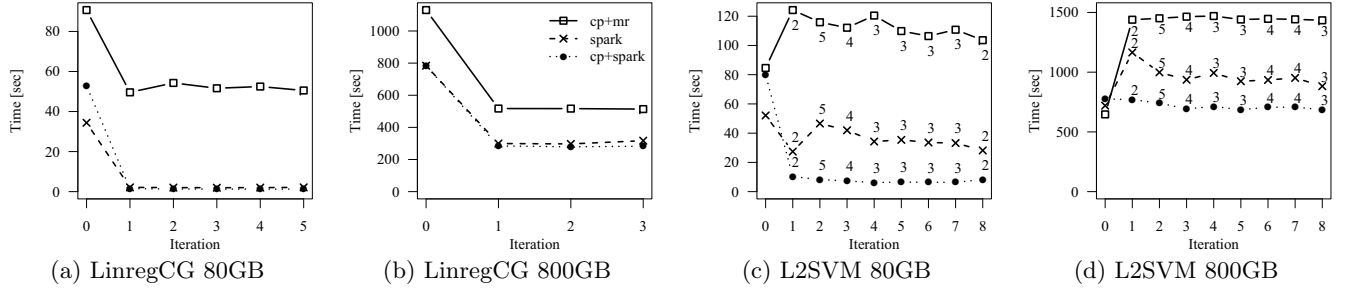 Time [sec]
80
60
40
20
0
0 1 2 3 4 5
Iteration
(a) LinregCG 80GB
Time [sec]
1000
800
600
400
200
0
cp+mr
spark
cp+spark
0 1 2 3
Iteration
(b) LinregCG 800GB
Time [sec]
120
100
80
60
40
20
0
2 5 4 3 3 3 3 2
2 5 4 3 3 3 3 2
2 5 4 3 3 3 3 2
0 1 2 3 4 5 6 7 8
Iteration
(c) L2SVM 80GB
Time [sec]
1500
1000
500
0
2 5 4 3 3 4 4 3
2 5 4 3 3 4 4 3
2 5 4 3 3 4 4 3
0 1 2 3 4 5 6 7 8
Iteration
(d) L2SVM 800GB